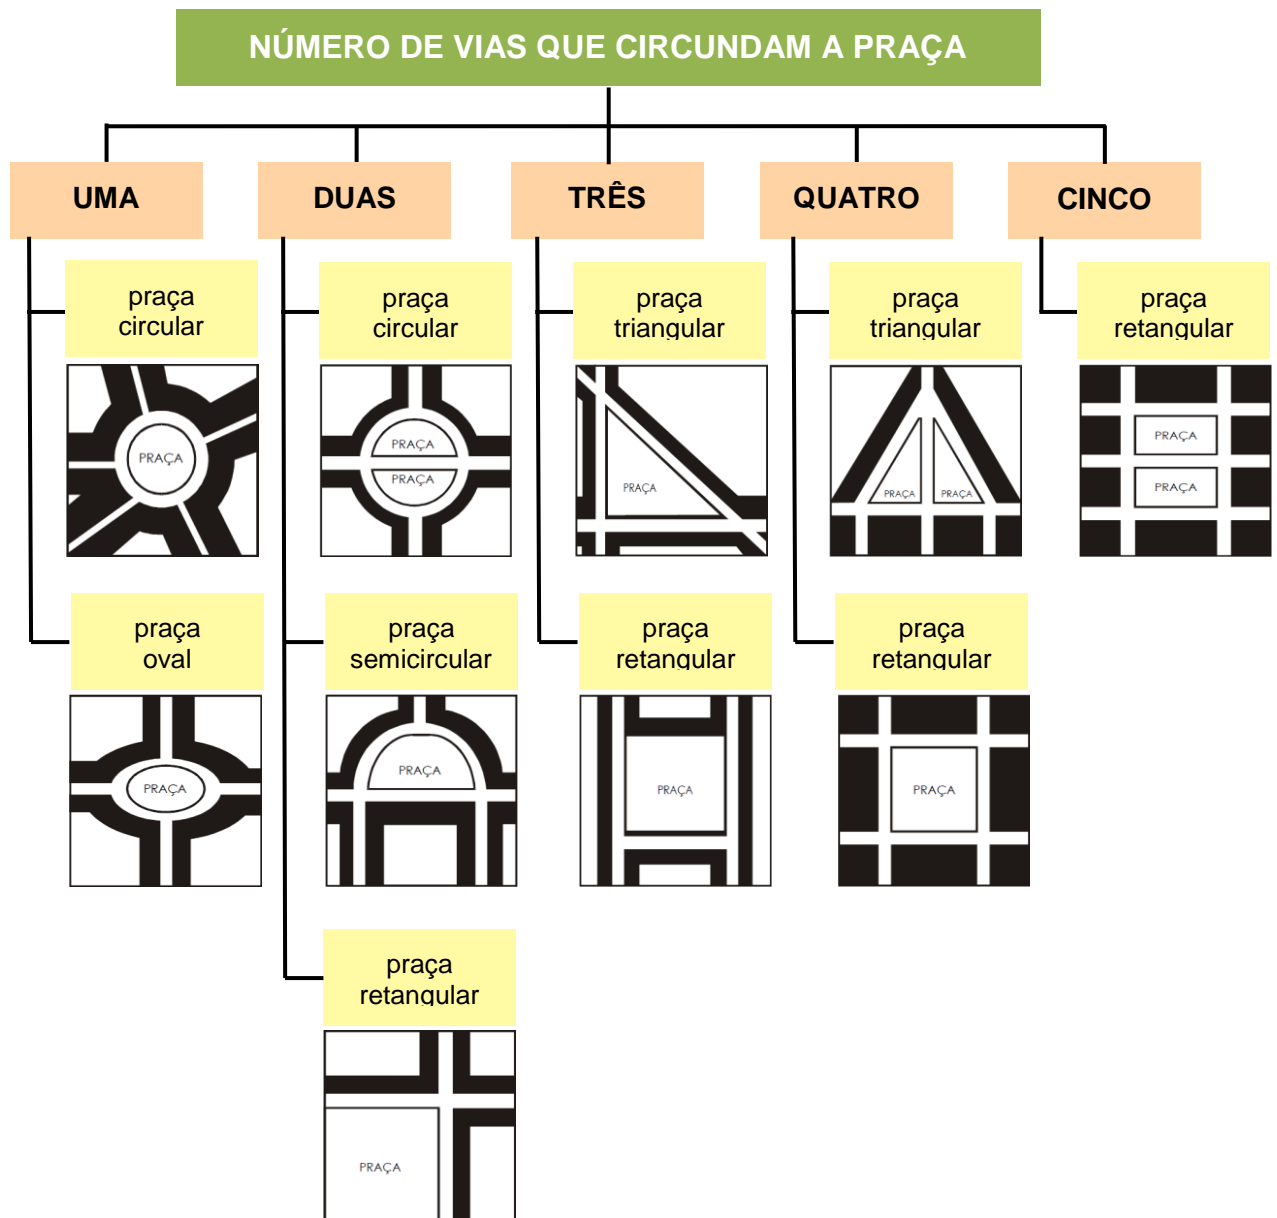 NÚMERO DE VIAS QUE CIRCUNDAM A PRAÇA
UMA
DUAS
TRÊS
QUATRO
CINCO
praça
circular
praça
circular
praça
triangular
praça
triangular
praça
retangular
PRAÇA
PRAÇA
PRAÇA
PRAÇA
PRAÇA PRAÇA
PRAÇA
PRAÇA
praça
oval
praça
semicircular
praça
retangular
praça
retangular
PRAÇA
PRAÇA
PRAÇA
PRAÇA
praça
retangular
PRAÇA